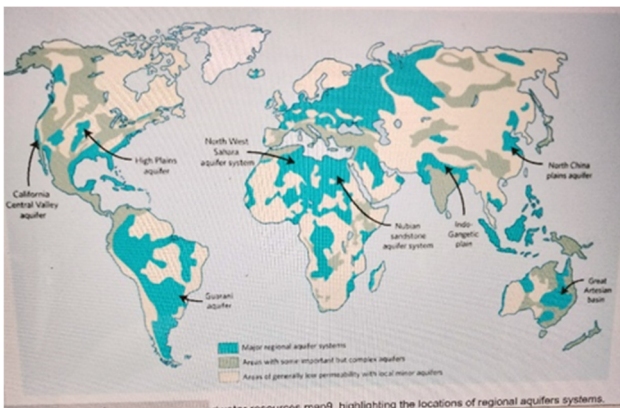 North West
Sahara
aquifer system
High Plains
aquifer
California
Central Valley
aquifer
North China
plains aquifer
Nubian
sandstone
aquifer system
Indo-
Gangetic
plain
Great
Artesian
basin
Guarani
aquifer
Major regional aquifer systems
Areas with some important but complex aquifers
Areas of generally low permeability with local minor aquifers
resources map9, highlighting the locations of regional aquifers systems.